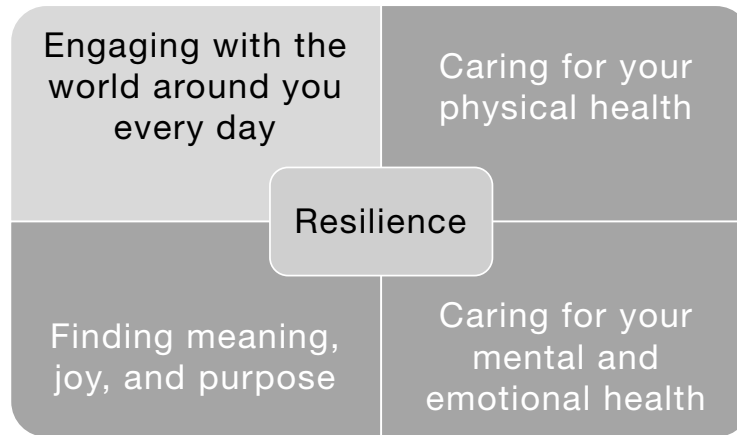 Engaging with the
world around you
every day
Caring for your
physical health
Resilience
Finding meaning,
joy, and purpose
Caring for your
mental and
emotional health